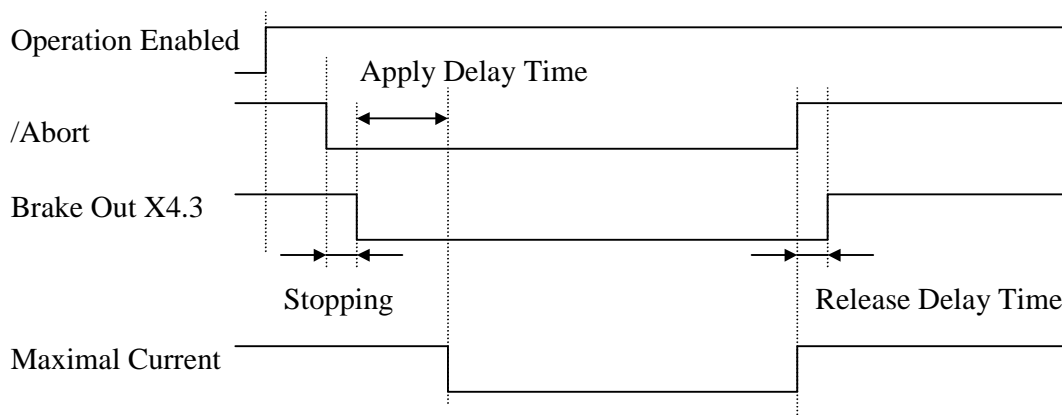 Operation Enabled
Apply Delay Time
/Abort
Brake Out X4.3
Stopping
Release Delay Time
Maximal Current